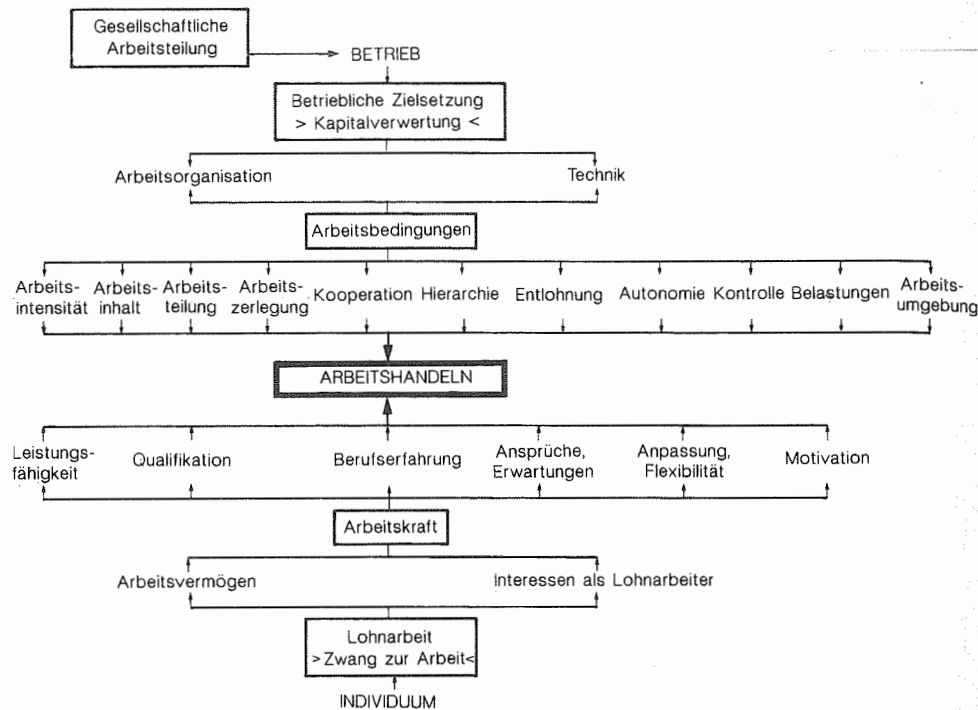 Gesellschaftliche
Arbeitsteilung
BETRIEB
Betriebliche Zielsetzung
> Kapitalverwertung <
Arbeitsorganisation
Technik
Arbeitsbedingungen
Arbeits-
intensität
Arbeits-
inhalt
Arbeits-
teilung
Arbeits-
zerlegung
Kooperation
Hierarchie
Entlohnung
Autonomie
Kontrolle
Belastungen
Arbeits-
umgebung
ARBEITSHANDELN
Leistungs-
fähigkeit
Qualifikation
Berufserfahrung
Ansprüche,
Erwartungen
Anpassung,
Flexibilität
Motivation
Arbeitskraft
Arbeitsvermögen
Interessen als Lohnarbeiter
Lohnarbeit
>Zwang zur Arbeit<
INDIVIDUUM